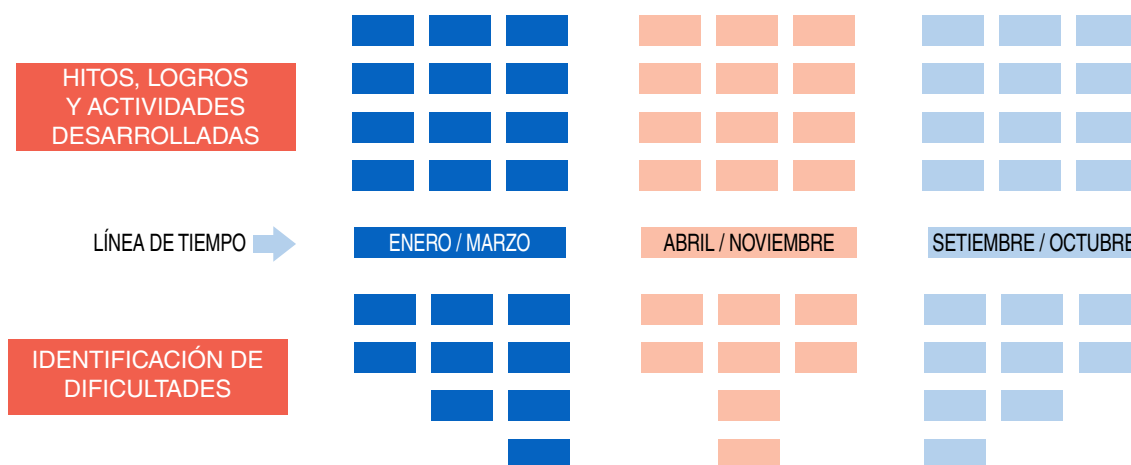 HITOS, LOGROS
Y ACTIVIDADES
DESARROLLADAS
LÍNEA DE TIEMPO
ENERO / MARZO
ABRIL / NOVIEMBRE
SETIEMBRE / OCTUBRE
IDENTIFICACIÓN DE
DIFICULTADES